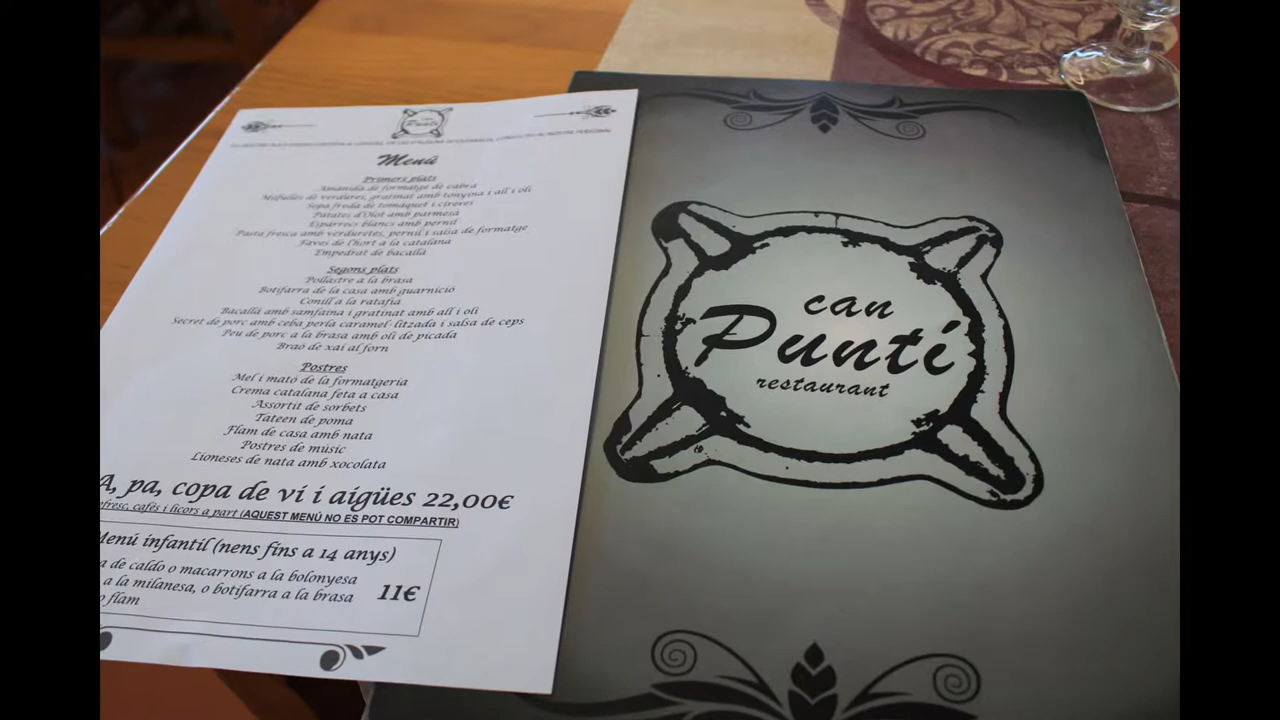 Punti
Menú
Primers plats
Amanida de formatge de cabra
Milfulles de verdures, gratinat amb tonyina i all i oli
Sopa freda de tomàquet i cireres
Patates d'Olot amb parmesà
Espàrrecs blancs amb pernil
Pasta fresca amb verduretes, pernil i salsa de formatge
Faves de l'hort a la catalana
Empedrat de bacallà
Segons plats
Pollastre a la brasa
Botifarra de la casa amb guarnició
Conill a la ratafia
Bacallà amb samfaina i gratinat amb all i oli
Secret de porc amb ceba perla caramel·litzada i salsa de ceps
Peu de porc a la brasa amb oli de picada
Braó de xai al forn
Postres
Mel i mató de la formatgeria
Crema catalana feta a casa
Assortit de sorbets
Tateen de poma
Flam de casa amb nata
Postres de músic
Lioneses de nata amb xocolata
A, pa, copa de vi i aigües 22,00€
efresc, cafès i licors a part (AQUEST MENÚ NO ES POT COMPARTIR)
Menú infantil (nens fins a 14 anys)
a de caldo o macarrons a la bolonyesa
a la milanesa, o botifarra a la brasa 11€
o flam
can
Puntí
restaurant